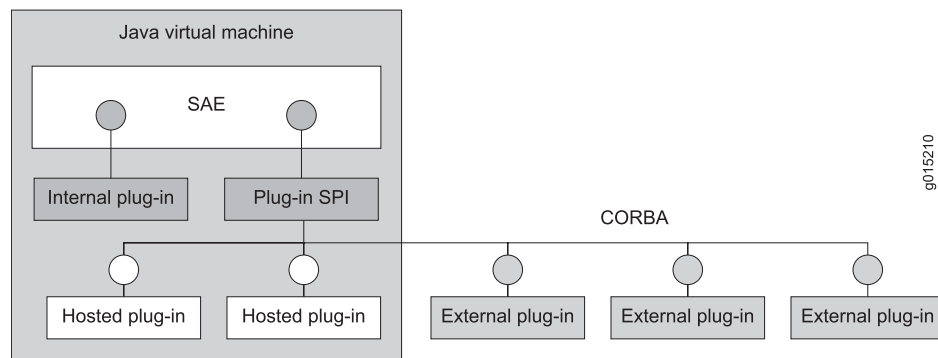 Java virtual machine
SAE
Internal plug-in
Plug-in SPI
CORBA
g015210
Hosted plug-in
Hosted plug-in
External plug-in
External plug-in
External plug-in